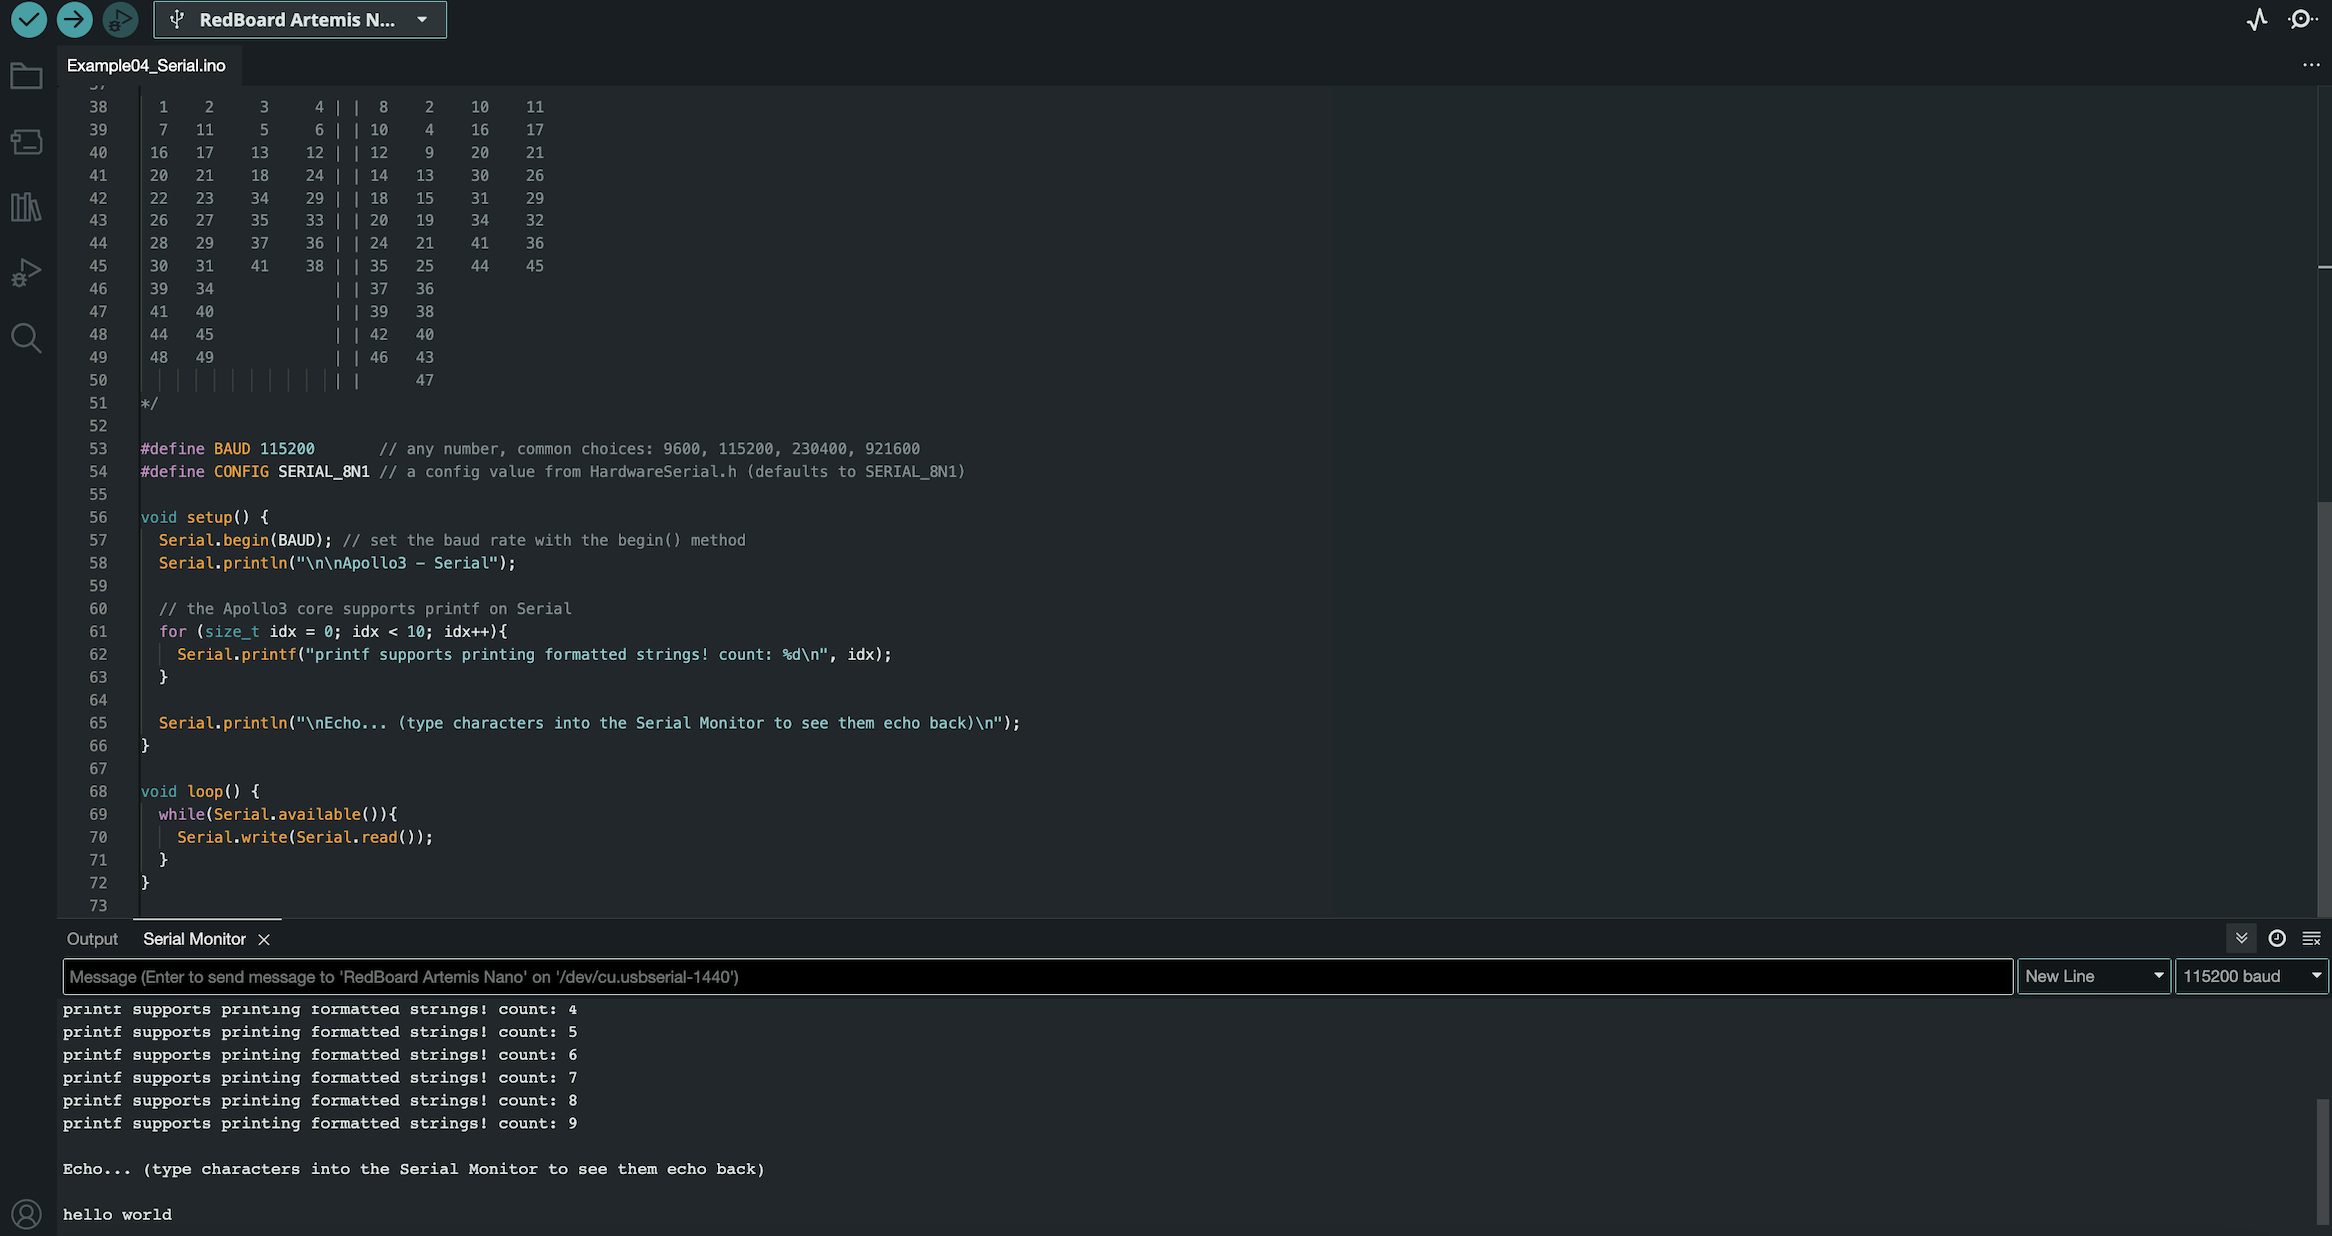 RedBoard Artemis N...
Example04_Serial.ino
38 1 2 3 4 | | 8 2 10 11
39 7 11 5 6 | | 10 4 16 17
40 16 17 13 12 | | 12 9 20 21
41 20 21 18 24 | | 14 13 30 26
42 22 23 34 29 | | 18 15 31 29
43 26 27 35 33 | | 20 19 34 32
44 28 29 37 36 | | 24 21 41 36
45 30 31 41 38 | | 35 25 44 45
46 39 34 | | 37 36
47 41 40 | | 39 38
48 44 45 | | 42 40
49 48 49 | | 46 43
50 | | 47
51 */
52
53 #define BAUD 115200 // any number, common choices: 9600, 115200, 230400, 921600
54 #define CONFIG SERIAL_8N1 // a config value from HardwareSerial.h (defaults to SERIAL_8N1)
55
56 void setup() {
57 Serial.begin(BAUD); // set the baud rate with the begin() method
58 Serial.println("\n\nApollo3 - Serial");
59
60 // the Apollo3 core supports printf on Serial
61 for (size_t idx = 0; idx < 10; idx++){
62 Serial.printf("printf supports printing formatted strings! count: %d\n", idx);
63 }
64
65 Serial.println("\nEcho... (type characters into the Serial Monitor to see them echo back)\n");
66 }
67
68 void loop() {
69 while(Serial.available()){
70 Serial.write(Serial.read());
71 }
72 }
73
Output Serial Monitor
Message (Enter to send message to 'RedBoard Artemis Nano' on '/dev/cu.usbserial-1440') New Line 115200 baud
printf supports printing formatted strings! count: 4
printf supports printing formatted strings! count: 5
printf supports printing formatted strings! count: 6
printf supports printing formatted strings! count: 7
printf supports printing formatted strings! count: 8
printf supports printing formatted strings! count: 9
Echo... (type characters into the Serial Monitor to see them echo back)
hello world